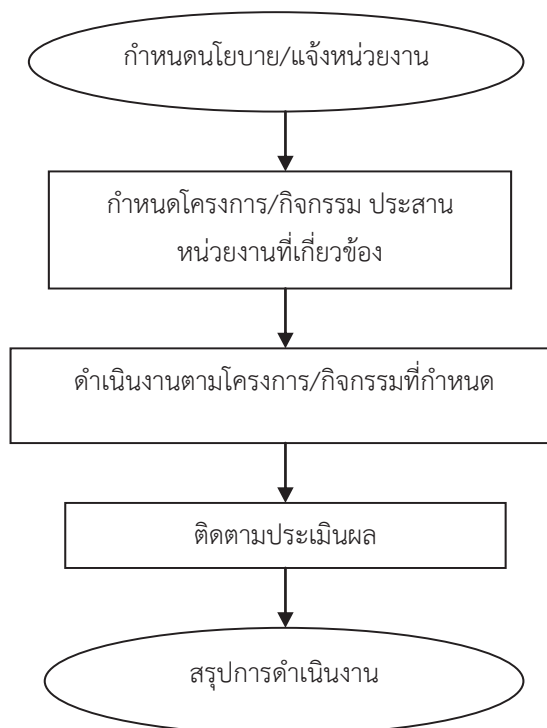 กำหนดนโยบาย/แจ้งหน่วยงาน
กำหนดโครงการ/กิจกรรม ประสาน
หน่วยงานที่เกี่ยวข้อง
ดำเนินงานตามโครงการ/กิจกรรมที่กำหนด
ติดตามประเมินผล
สรุปการดำเนินงาน